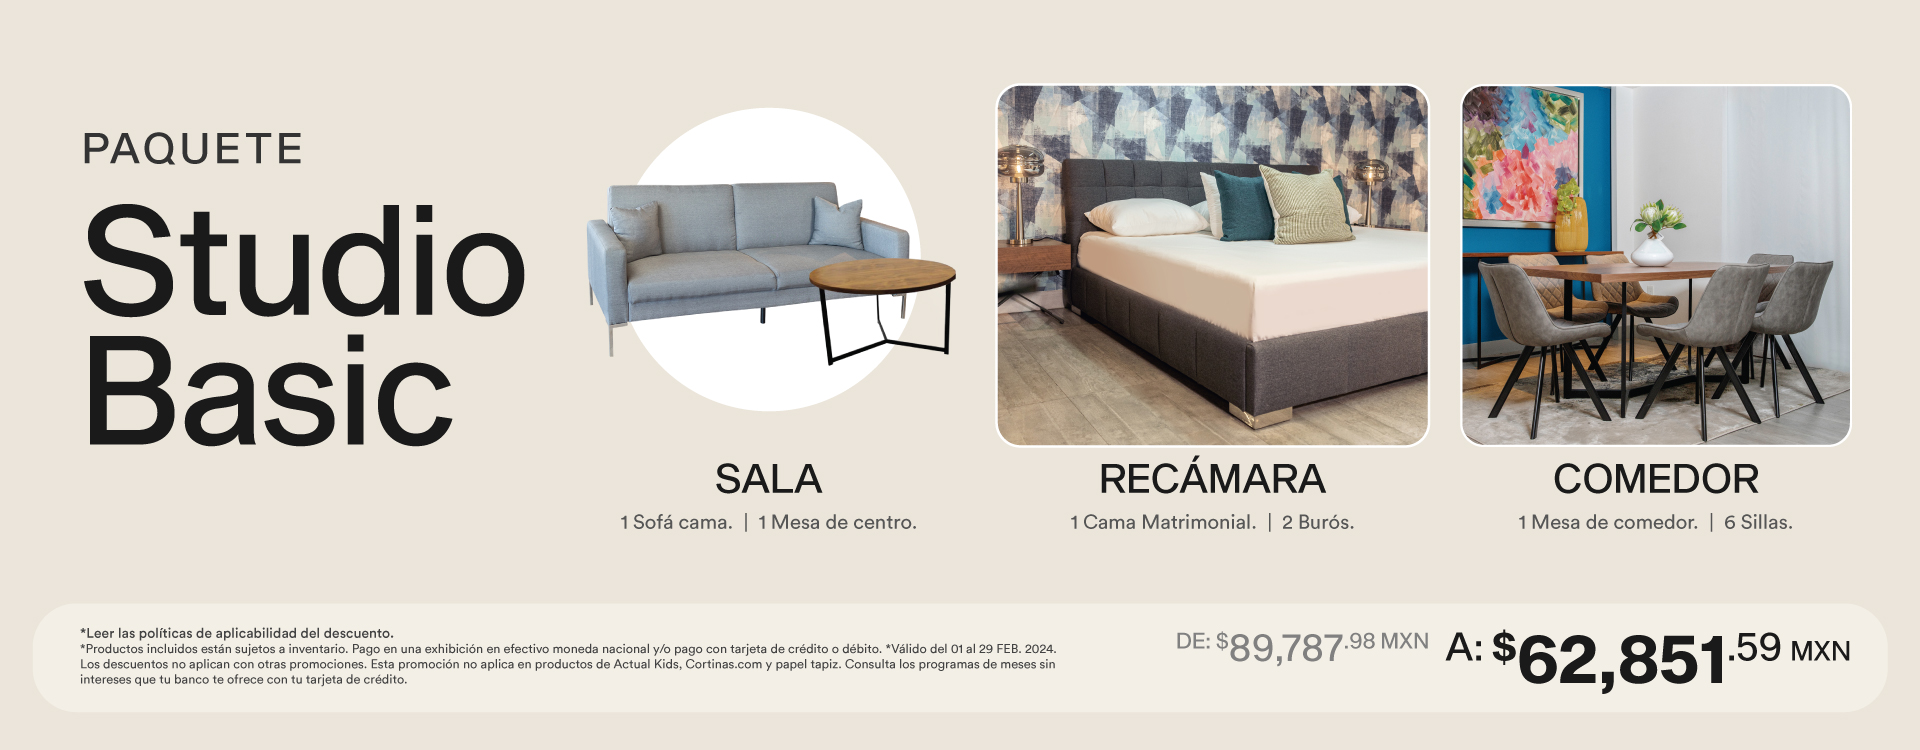 PAQUETE
Studio
Basic
SALA
1 Sofá cama. | 1 Mesa de centro.
RECÁMARA
1 Cama Matrimonial. | 2 Burós.
COMEDOR
1 Mesa de comedor. | 6 Sillas.
*Leer las políticas de aplicabilidad del descuento.
*Productos incluidos están sujetos a inventario. Pago en una exhibición en efectivo moneda nacional y/o pago con tarjeta de crédito o débito. *Válido del 01 al 29 FEB. 2024.
Los descuentos no aplican con otras promociones. Esta promoción no aplica en productos de Actual Kids, Cortinas.com y papel tapiz. Consulta los programas de meses sin
intereses que tu banco te ofrece con tu tarjeta de crédito.
DE: $89,787.98 MXN A: $62,851.59 MXN